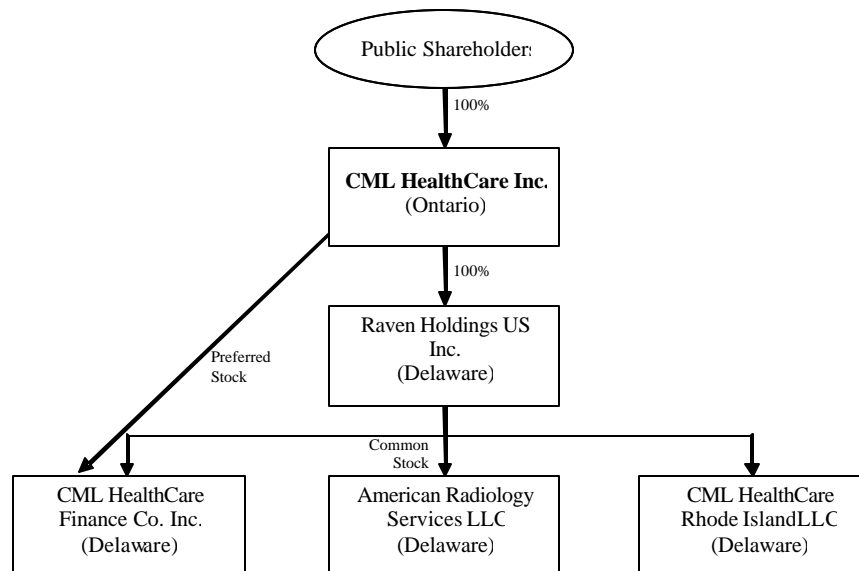 Public Shareholders
100%
CML HealthCare Inc.
(Ontario)
100%
Raven Holdings US
Inc.
(Delaware)
Preferred
Stock
Common
Stock
CML HealthCare
Finance Co. Inc.
(Delaware)
American Radiology
Services LLC
(Delaware)
CML HealthCare
Rhode IslandLLC
(Delaware)